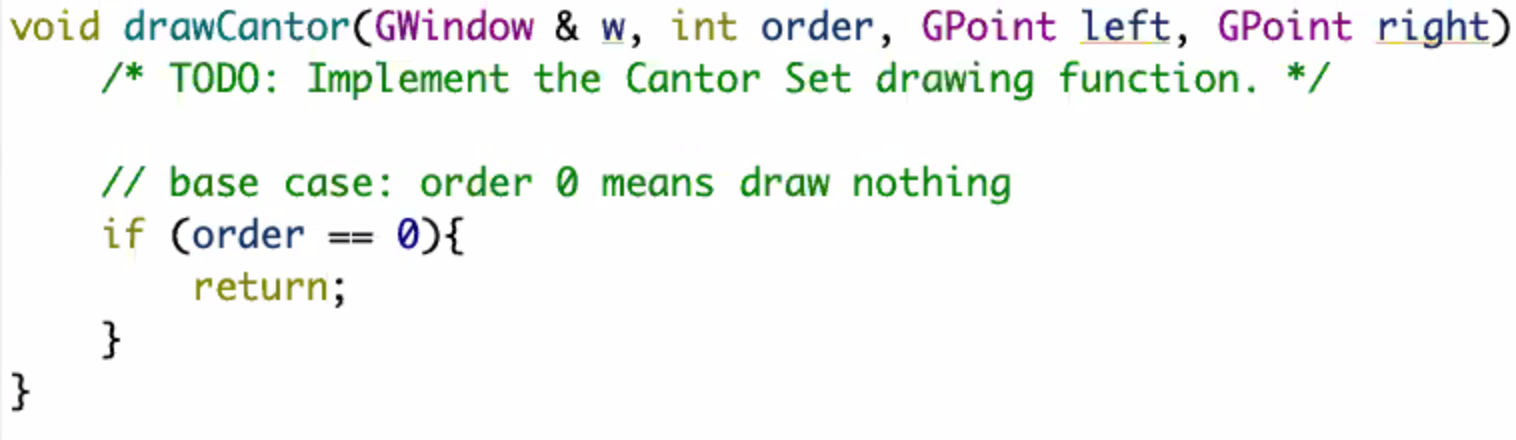 void drawCantor(GWindow & w, int order, GPoint left, GPoint right)
/* TODO: Implement the Cantor Set drawing function. */
// base case: order 0 means draw nothing
if (order == 0){
return;
}
}